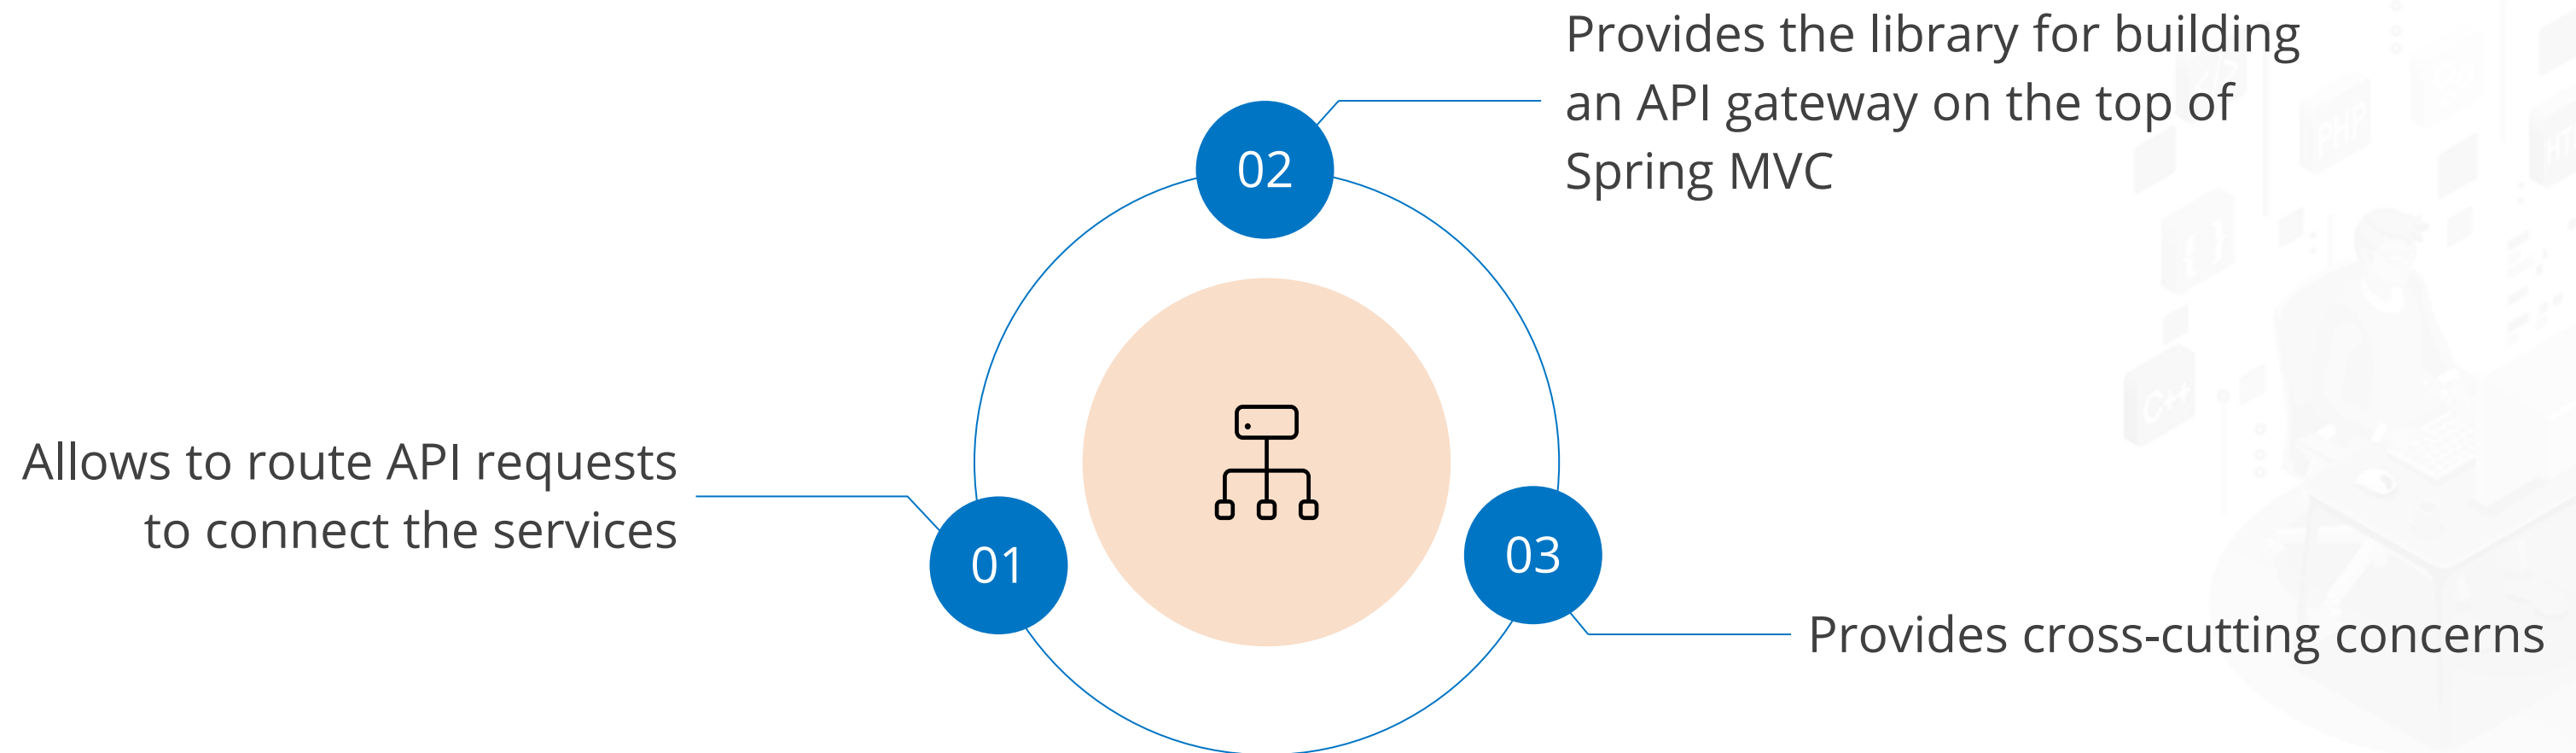 Provides the library for building
an API gateway on the top of
Spring MVC
02
Allows to route API requests
to connect the services
01
03
Provides cross-cutting concerns
PHP
{ }
C++